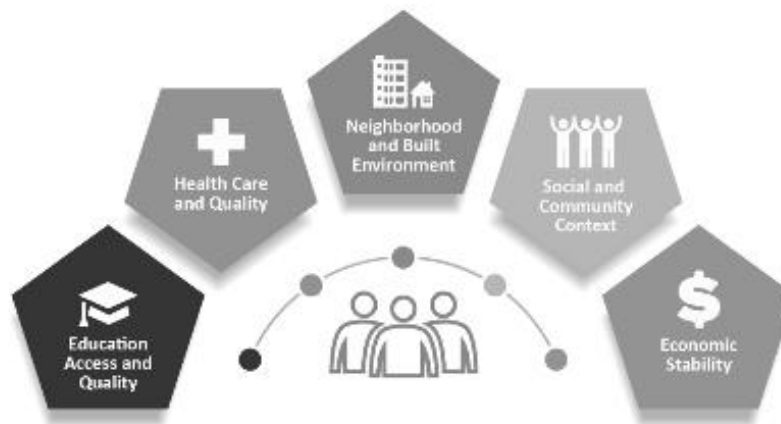 Education
Access and
Quality
Health Care
and Quality
Neighborhood
and Built
Environment
Social and
Community
Context
$
Economic
Stability